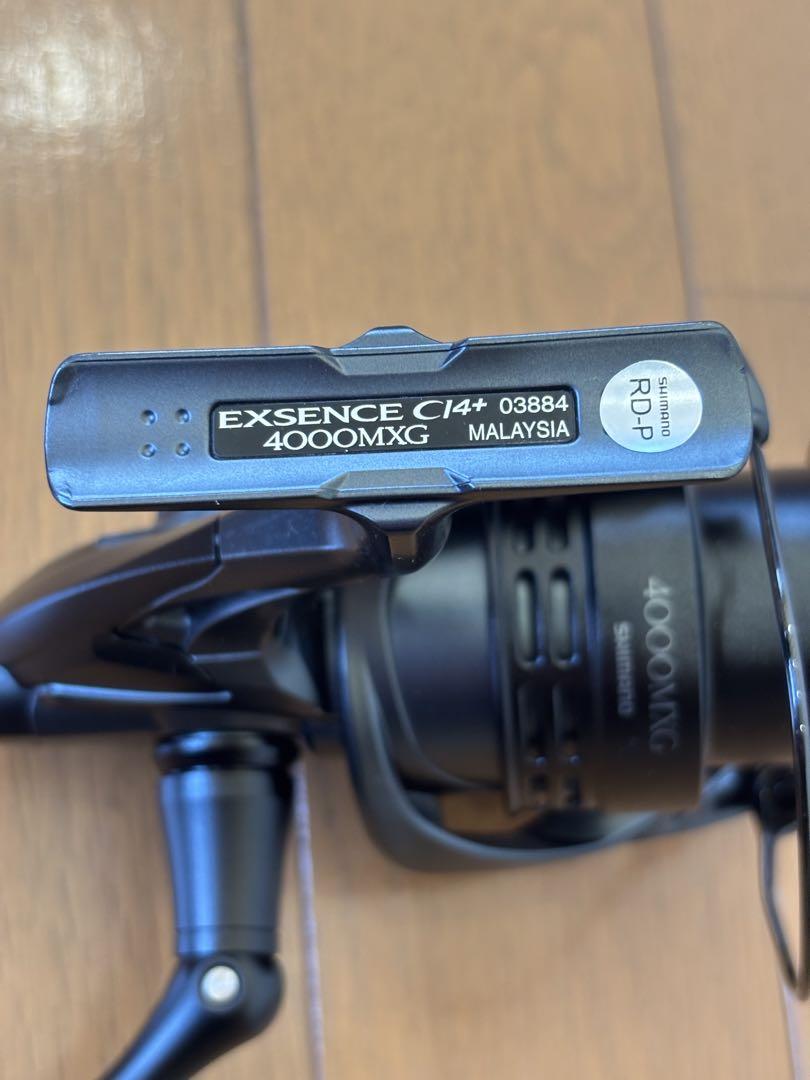 EXSENCE CI4+ 03884
4000MXG MALAYSIA
SHIMANO
RD-P
4000MXG
SHIMANO